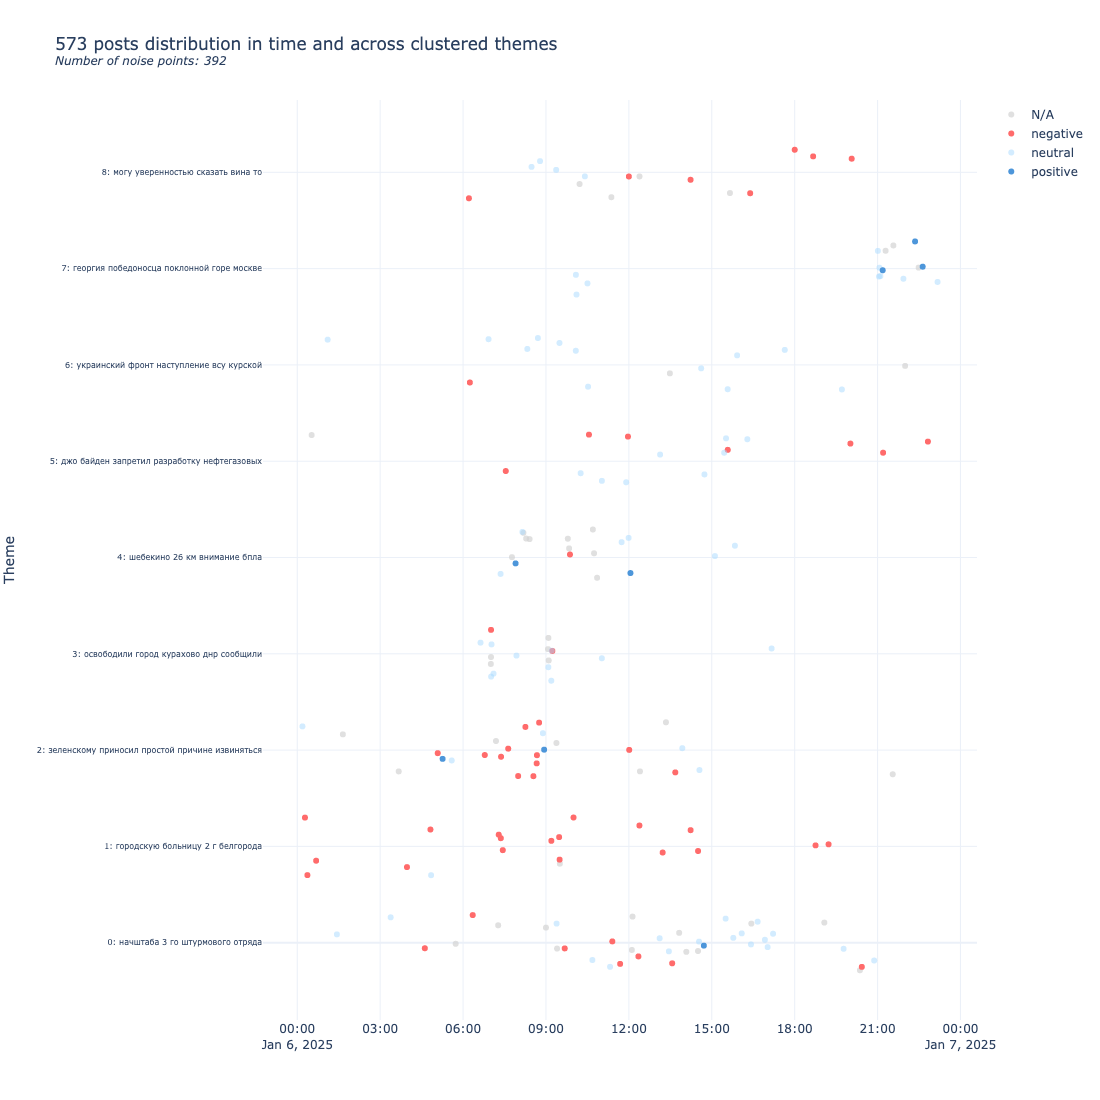 573 posts distribution in time and across clustered themes
Number of noise points: 392
N/A
negative
neutral
positive
Theme
8: могу уверенностью сказать вина то
7: георгия победоносца поклонной горе москве
6: украинский фронт наступление всу курской
5: джо байден запретил разработку нефтегазовых
4: шебекино 26 км внимание бпла
3: освободили город курахово днр сообщили
2: зеленскому приносил простой причине извиняться
1: городскую больницу 2 г белгорода
0: начштаба 3 го штурмового отряда
00:00 03:00 06:00 09:00 12:00 15:00 18:00 21:00 00:00
Jan 6, 2025 Jan 7, 2025